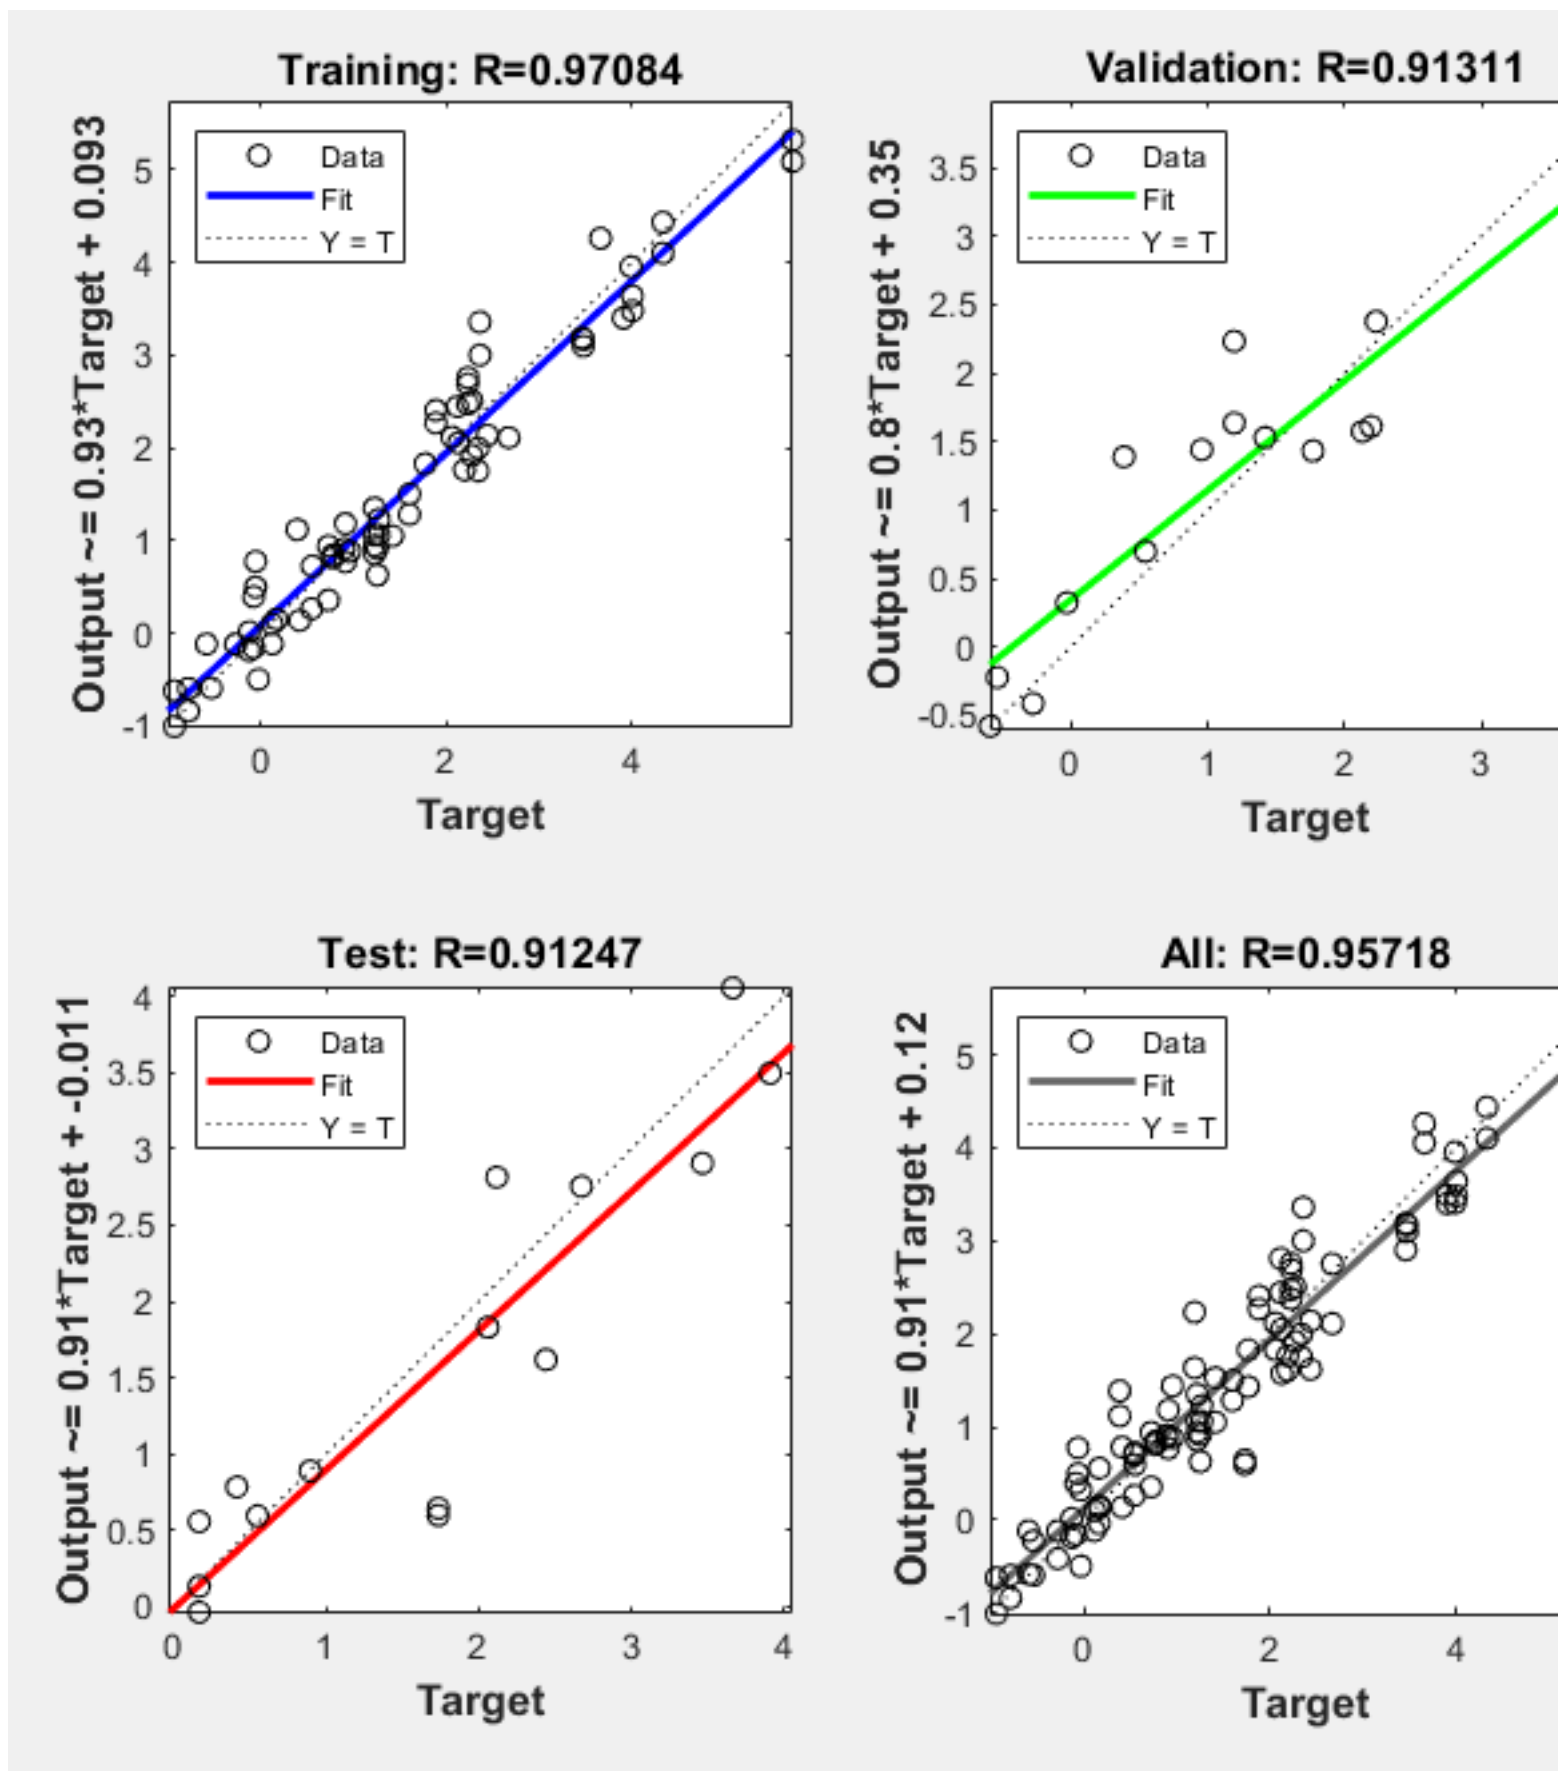 Training: R=0.97084
Output ~= 0.93*Target + 0.093
Data
Fit
Y = T
5
4
3
2
1
0
-1
0 2 4
Target
Validation: R=0.91311
Output ~= 0.8*Target + 0.35
Data
Fit
Y = T
3.5
3
2.5
2
1.5
1
0.5
0
-0.5
0 1 2 3
Target
Test: R=0.91247
Output ~= 0.91*Target + -0.011
Data
Fit
Y = T
4
3.5
3
2.5
2
1.5
1
0.5
0
0 1 2 3 4
Target
All: R=0.95718
Output ~= 0.91*Target + 0.12
Data
Fit
Y = T
5
4
3
2
1
0
-1
0 2 4
Target